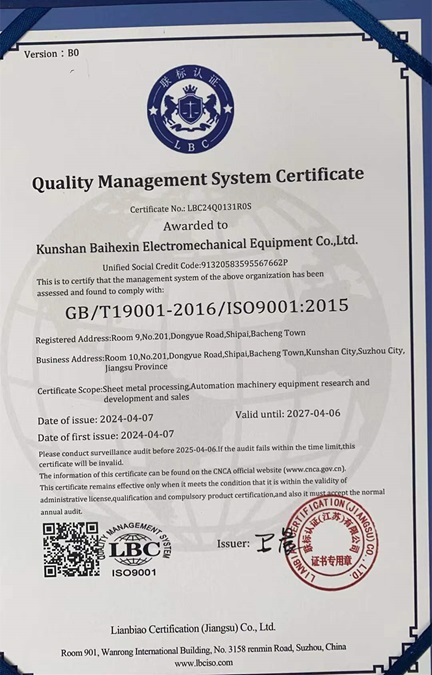 Version：B0
联标认证
LBC
Quality Management System Certificate
Certificate No.: LBC24Q0131R0S
Awarded to
Kunshan Baihexin Electromechanical Equipment Co.,Ltd.
Unified Social Credit Code:91320583595567662P
This is to certify that the management system of the above organization has been
assessed and found to comply with:
GB/T19001-2016/ISO9001:2015
Registered Address:Room 9,No.201,Dongyue Road,Shipai,Bacheng Town
Business Address:Room 10,No.201,Dongyue Road,Shipai,Bacheng Town,Kunshan City,Suzhou City,
Jiangsu Province
Certificate Scope:Sheet metal processing,Automation machinery equipment research and
development and sales
Date of issue: 2024-04-07
Valid until: 2027-04-06
Date of first issue: 2024-04-07
Please conduct surveillance audit before 2025-04-06.If the audit fails within the time limit,this
certificate will be invalid.
The information of this certificate can be found on the CNCA official website (www.cnca.gov.cn).
This certificate remains effective only when it meets the condition that it is within the validity of
administrative license,qualification and compulsory product certification,and also it must accept the normal
annual audit.
QUALITY MANAGEMENT SYSTEM
LBC
ISO9001
Issuer:
LIANBIAO CERTIFICATION(JIANGSU)CO.,LTD.
联标认证(江苏)有限公司
证书专用章
Lianbiao Certification (Jiangsu) Co., Ltd.
Room 901, Wanrong International Building, No. 3158 renmin Road, Suzhou, China
www.lbciso.com